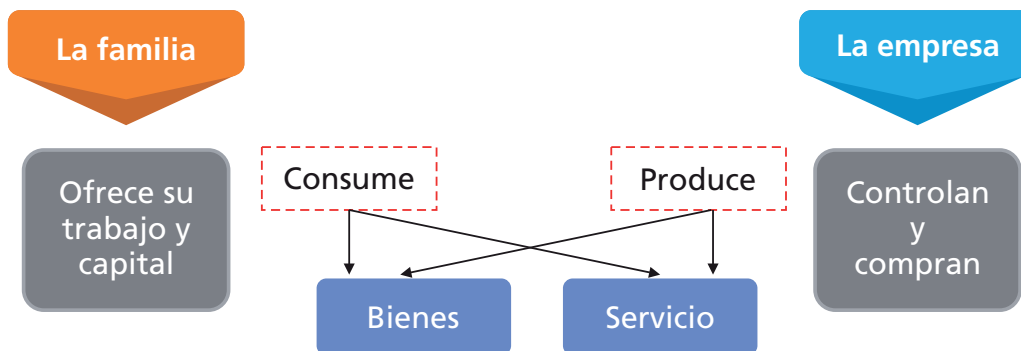 La familia
La empresa
Ofrece su
trabajo y
capital
Consume
Produce
Controlan
y
compran
Bienes
Servicio